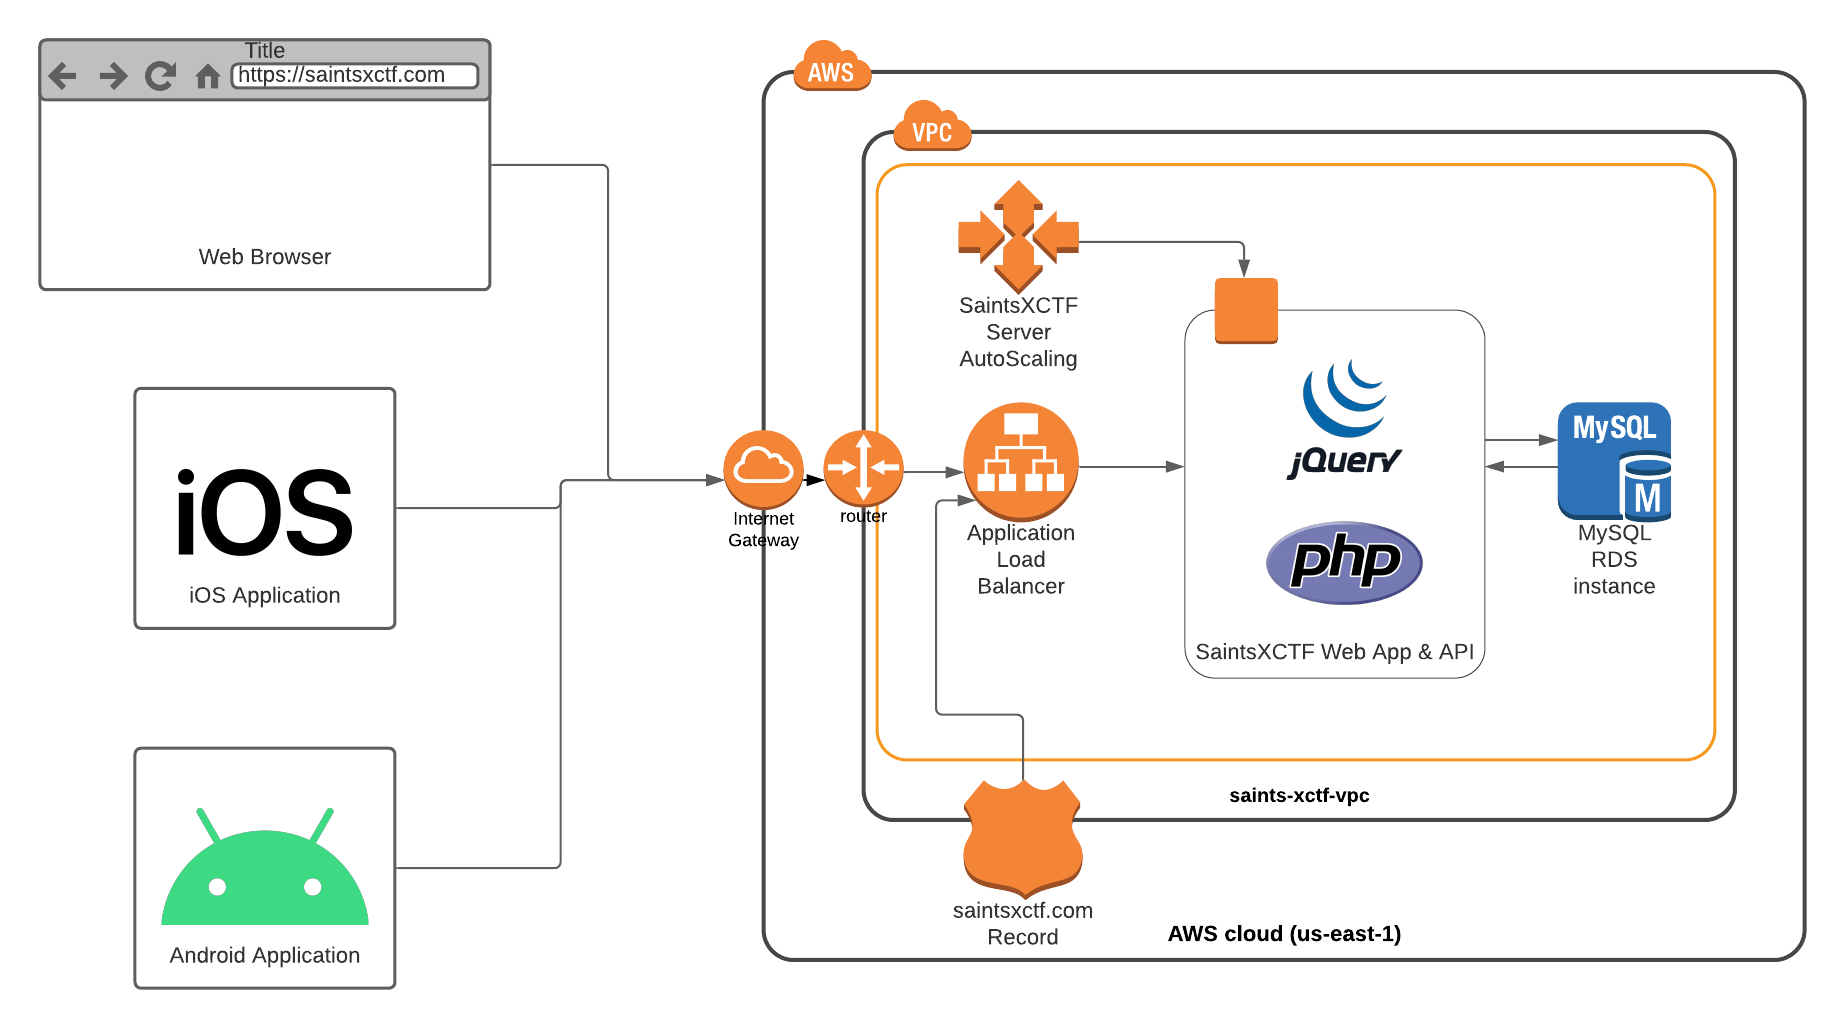 Title
https://saintsxctf.com
Web Browser
iOS
iOS Application
Android Application
AWS
VPC
SaintsXCTF
Server
AutoScaling
Internet
Gateway
router
Application
Load
Balancer
jQuery
php
SaintsXCTF Web App & API
MySQL
M
MySQL
RDS
instance
saints-xctf-vpc
saintsxctf.com
Record
AWS cloud (us-east-1)